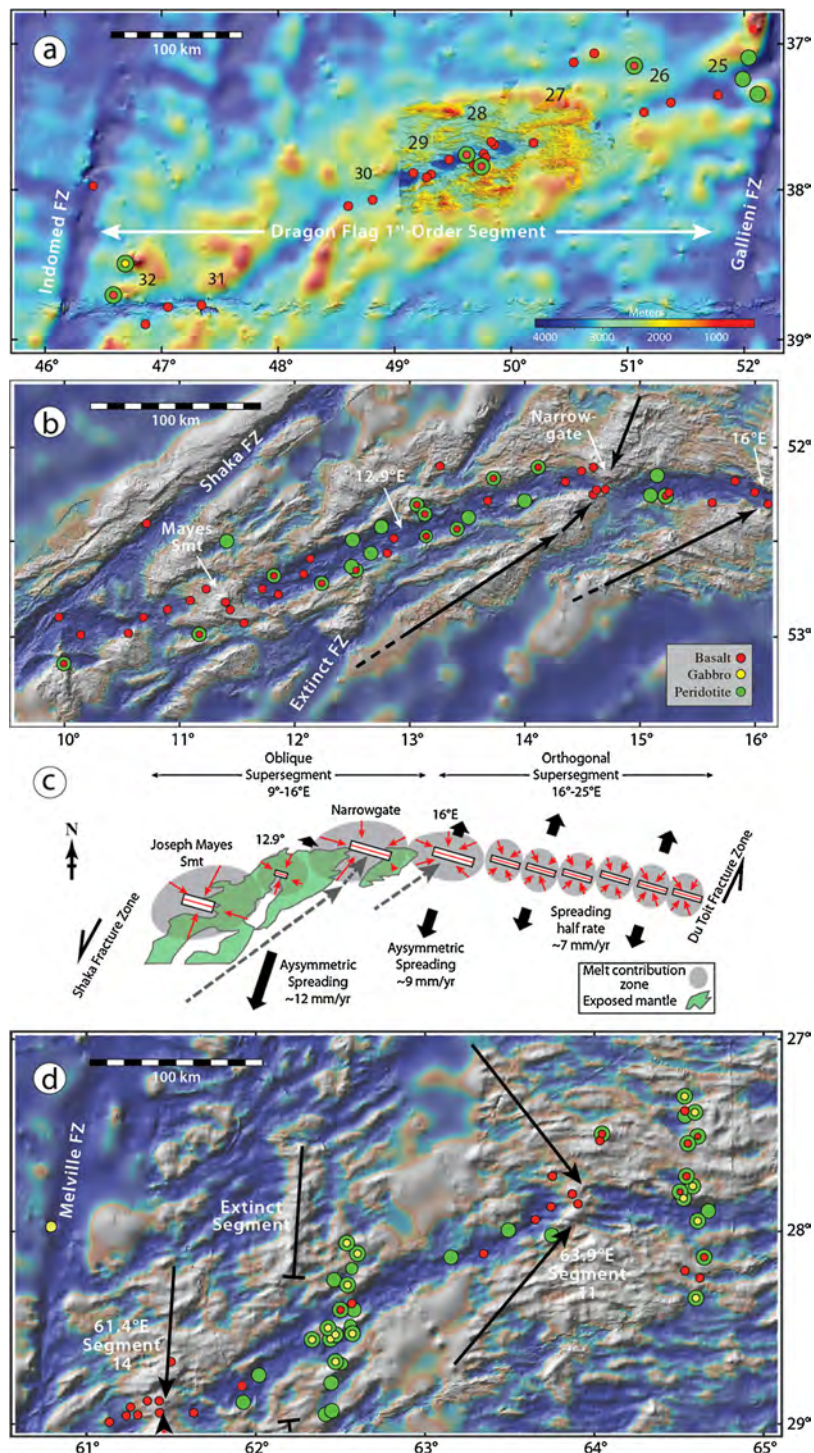 a
100 km
37°
25
26
27
28
29
30
38°
Dragon Flag 1st-Order Segment
Indomed FZ
Gallieni FZ
32
31
Meters
4000 3000 2000 1000
39°
46° 47° 48° 49° 50° 51° 52°
b
100 km
Narrow-
gate
52°
16°E
Shaka FZ
12.9°E
Mayes
Smt
Extinct FZ
53°
Basalt
Gabbro
Peridotite
10° 11° 12° 13° 14° 15° 16°
c
Oblique
Supersegment
9°-16°E
Orthogonal
Supersegment
16°-25°E
N
Narrowgate
12.9°
16°E
Joseph Mayes
Smt
Shaka Fracture Zone
Du Toit Fracture Zone
Spreading
half rate
~7 mm/yr
Aysymmetric
Spreading
~9 mm/yr
Aysymmetric
Spreading
~12 mm/yr
Melt contribution
zone
Exposed mantle
d
100 km
27°
Melville FZ
Extinct
Segment
28°
63.9°E
Segment
11
61.4°E
Segment
14
29°
61° 62° 63° 64° 65°